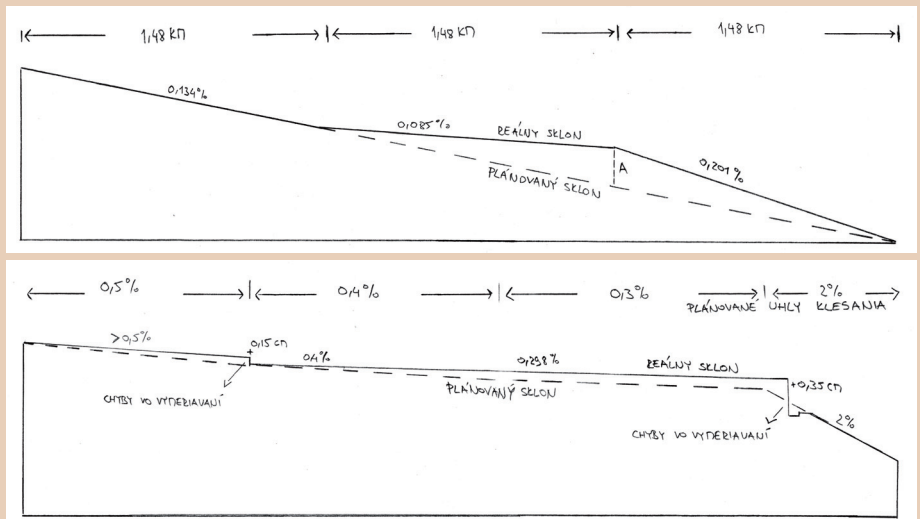 1,48 km 1,48 km 1,48 km
0,134%
0,085% REÁLNY SKLON
PLÁNOVANÝ SKLON
A
0,201%
0,5% 0,4% 0,3% 2%
PLÁNOVANÉ UHLY KLESANIA
>0,5%
+0,15 cm
0,4%
0,298%
REÁLNY SKLON
PLÁNOVANÝ SKLON
+0,35 cm
2%
CHYBY VO VYMERIAVANÍ
CHYBY VO VYMERIAVANÍ